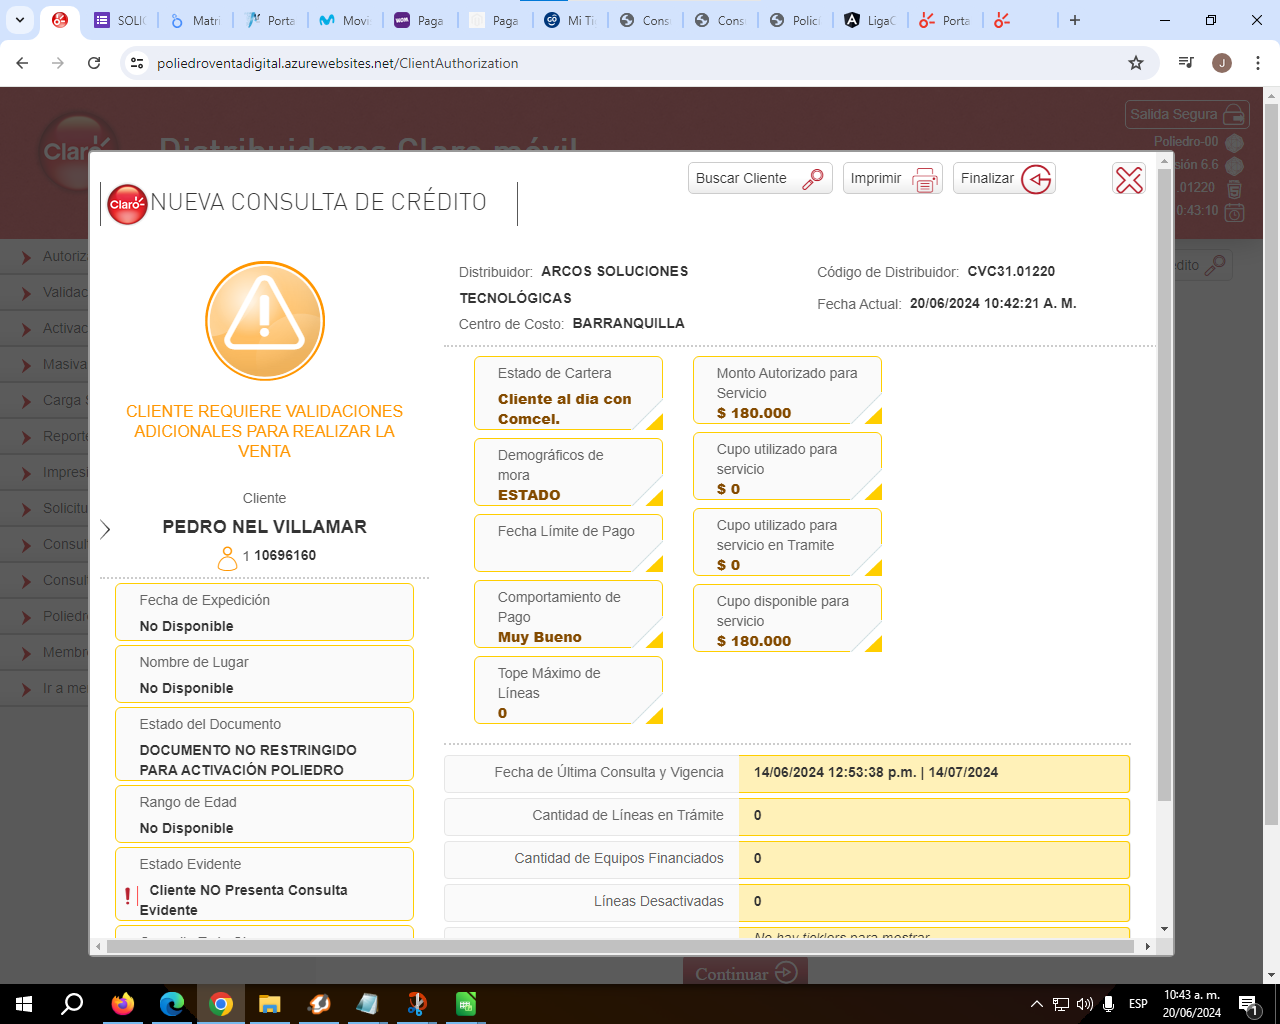 SOLIC
Matri
Porta
Movi
Paga
Paga
Mi Ti
Cons
Cons
Polic
LigaC
Porta
poliedroventadigital.azurewebsites.net/ClientAuthorization
J
Claro
Distribuidores Claro móvil
Salida Segura
Poliedro-00
sión 6.6
.01220
0:43:10
Buscar Cliente
Imprimir
Finalizar
Claro
NUEVA CONSULTA DE CRÉDITO
Autoriz
Validac
Activac
Masiva
Carga
Report
Impres
Solicitu
Consul
Consul
Poliedr
Membr
Ir a me
édito
CLIENTE REQUIERE VALIDACIONES
ADICIONALES PARA REALIZAR LA
VENTA
Cliente
PEDRO NEL VILLAMAR
1 10696160
Fecha de Expedición
No Disponible
Nombre de Lugar
No Disponible
Estado del Documento
DOCUMENTO NO RESTRINGIDO
PARA ACTIVACIÓN POLIEDRO
Rango de Edad
No Disponible
Estado Evidente
Cliente NO Presenta Consulta
Evidente
Distribuidor: ARCOS SOLUCIONES
TECNOLÓGICAS
Centro de Costo: BARRANQUILLA
Código de Distribuidor: CVC31.01220
Fecha Actual: 20/06/2024 10:42:21 A. M.
Estado de Cartera
Cliente al dia con
Comcel.
Demográficos de
mora
ESTADO
Fecha Límite de Pago
Comportamiento de
Pago
Muy Bueno
Tope Máximo de
Líneas
0
Monto Autorizado para
Servicio
$ 180.000
Cupo utilizado para
servicio
$ 0
Cupo utilizado para
servicio en Tramite
$ 0
Cupo disponible para
servicio
$ 180.000
Fecha de Última Consulta y Vigencia
14/06/2024 12:53:38 p.m. | 14/07/2024
Cantidad de Líneas en Trámite
0
Cantidad de Equipos Financiados
0
Líneas Desactivadas
0
No hay ticklers para mostrar
Continuar
ESP
10:43 a. m.
20/06/2024
1